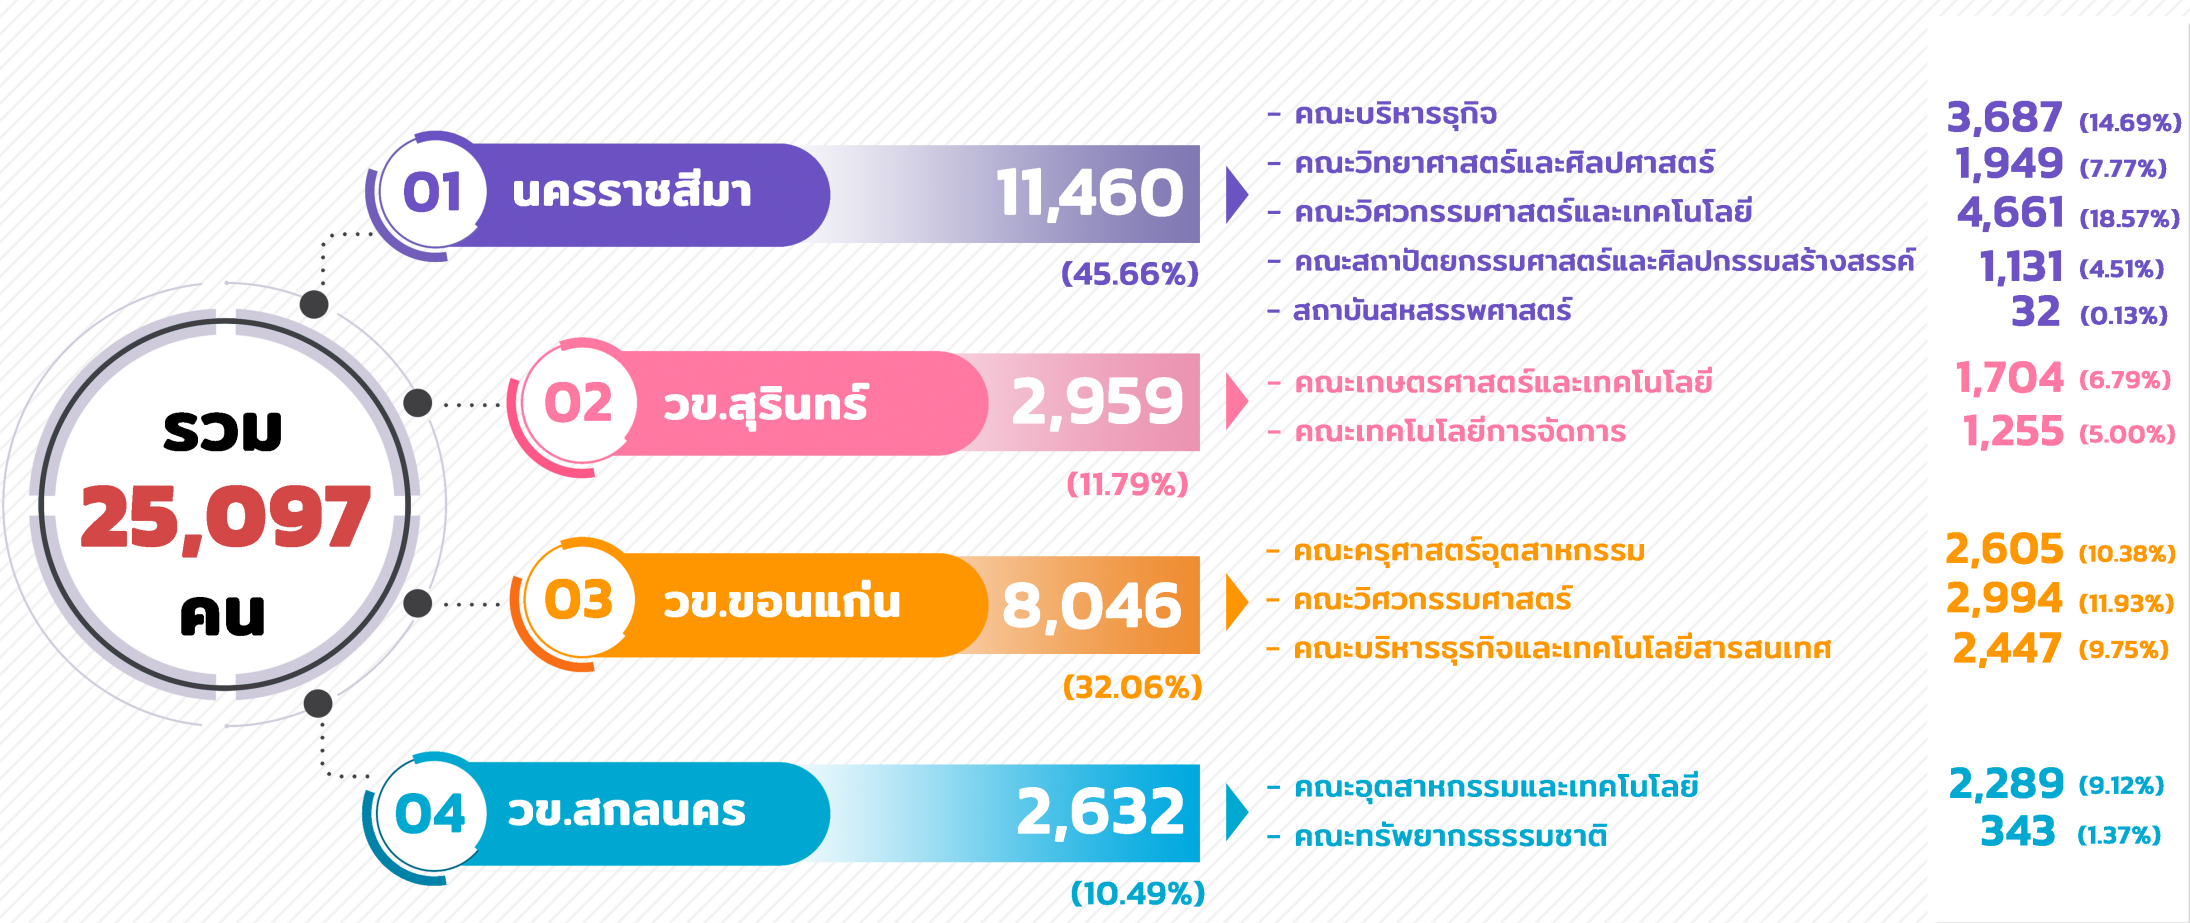 รวม
25,097
คน
01 นครราชสีมา 11,460
(45.66%)
- คณะบริหารธุกิจ 3,687 (14.69%)
- คณะวิทยาศาสตร์และศิลปศาสตร์ 1,949 (7.77%)
- คณะวิศวกรรมศาสตร์และเทคโนโลยี 4,661 (18.57%)
- คณะสถาปัตยกรรมศาสตร์และศิลปกรรมสร้างสรรค์ 1,131 (4.51%)
- สถาบันสหสรรพศาสตร์ 32 (0.13%)
02 วข.สุรินทร์ 2,959
(11.79%)
- คณะเกษตรศาสตร์และเทคโนโลยี 1,704 (6.79%)
- คณะเทคโนโลยีการจัดการ 1,255 (5.00%)
03 วข.ขอนแก่น 8,046
(32.06%)
- คณะครุศาสตร์อุตสาหกรรม 2,605 (10.38%)
- คณะวิศวกรรมศาสตร์ 2,994 (11.93%)
- คณะบริหารธุรกิจและเทคโนโลยีสารสนเทศ 2,447 (9.75%)
04 วข.สกลนคร 2,632
(10.49%)
- คณะอุตสาหกรรมและเทคโนโลยี 2,289 (9.12%)
- คณะทรัพยากรธรรมชาติ 343 (1.37%)